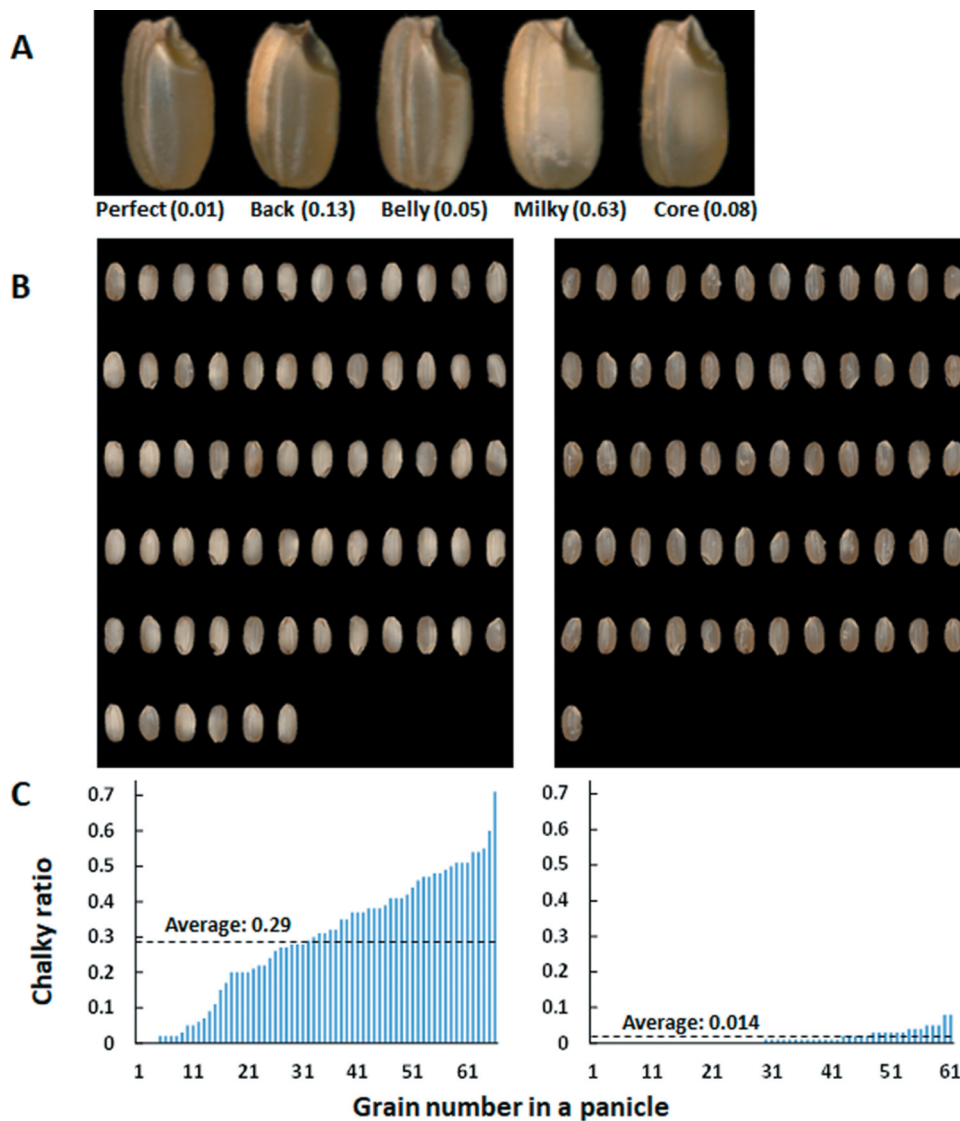 A
Perfect (0.01) Back (0.13) Belly (0.05) Milky (0.63) Core (0.08)
B
C
Chalky ratio
0.7
0.6
0.5
0.4
0.3
0.2
0.1
0
Average: 0.29
1 11 21 31 41 51 61
0.7
0.6
0.5
0.4
0.3
0.2
0.1
0
Average: 0.014
1 11 21 31 41 51 61
Grain number in a panicle